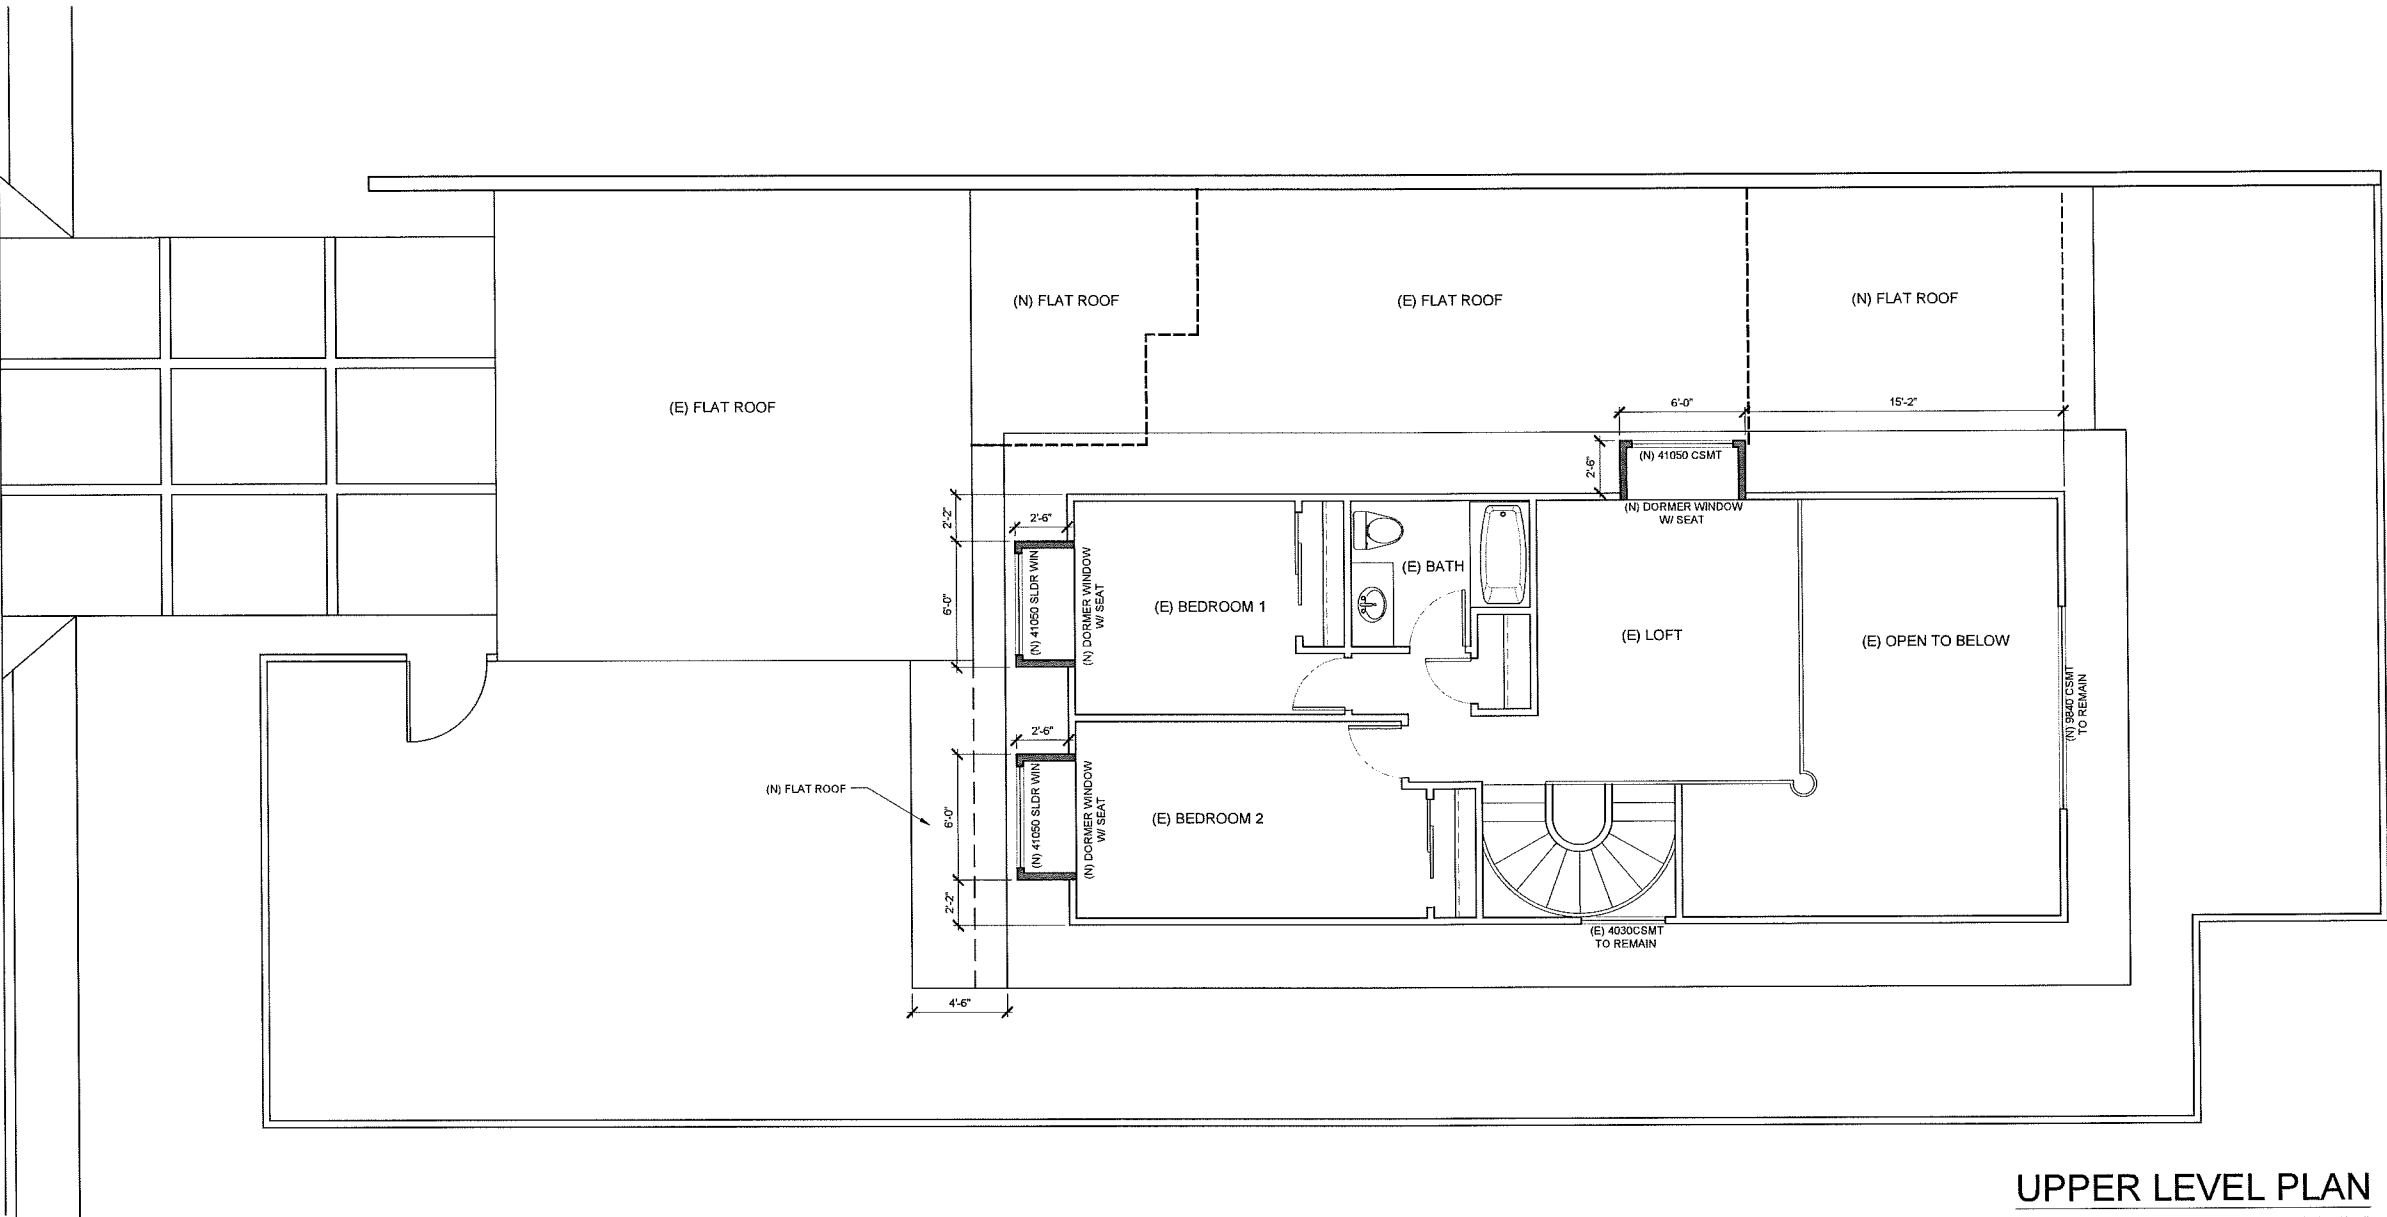 (N) FLAT ROOF
(E) FLAT ROOF
(N) FLAT ROOF
(E) FLAT ROOF
6'-0"
15'-2"
2'-6"
(N) 41050 CSMT
(N) DORMER WINDOW
W/ SEAT
2'-2"
2'-6"
6'-0"
(N) 41050 SLDR WIN
(N) DORMER WINDOW
W/ SEAT
(E) BEDROOM 1
(E) BATH
(E) LOFT
(E) OPEN TO BELOW
(N) 9840 CSMT
TO REMAIN
2'-6"
(N) FLAT ROOF
6'-0"
(N) 41050 SLDR WIN
(N) DORMER WINDOW
W/ SEAT
(E) BEDROOM 2
2'-2"
(E) 4030CSMT
TO REMAIN
4'-6"
UPPER LEVEL PLAN